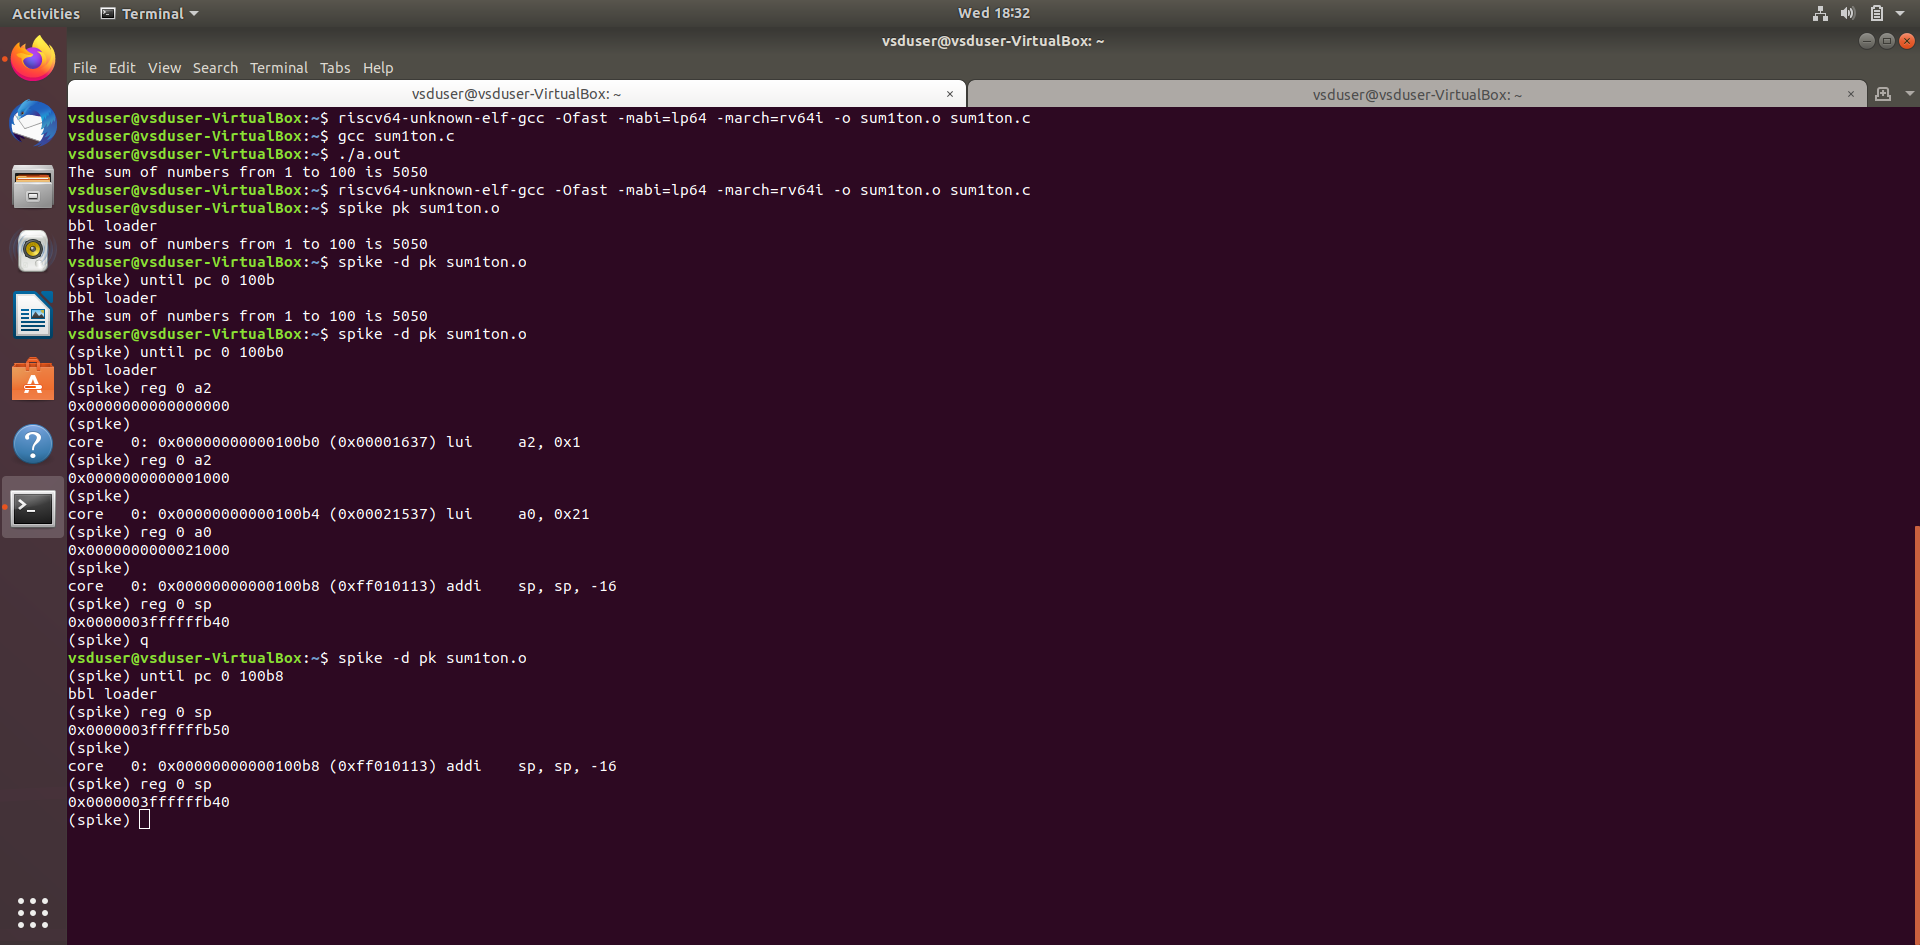 Activities Terminal Wed 18:32
vsduser@vsduser-VirtualBox: ~
File Edit View Search Terminal Tabs Help
vsduser@vsduser-VirtualBox: ~ × vsduser@vsduser-VirtualBox: ~ ×
vsduser@vsduser-VirtualBox:~$ riscv64-unknown-elf-gcc -Ofast -mabi=lp64 -march=rv64i -o sum1ton.o sum1ton.c
vsduser@vsduser-VirtualBox:~$ gcc sum1ton.c
vsduser@vsduser-VirtualBox:~$ ./a.out
The sum of numbers from 1 to 100 is 5050
vsduser@vsduser-VirtualBox:~$ riscv64-unknown-elf-gcc -Ofast -mabi=lp64 -march=rv64i -o sum1ton.o sum1ton.c
vsduser@vsduser-VirtualBox:~$ spike pk sum1ton.o
bbl loader
The sum of numbers from 1 to 100 is 5050
vsduser@vsduser-VirtualBox:~$ spike -d pk sum1ton.o
(spike) until pc 0 100b
bbl loader
The sum of numbers from 1 to 100 is 5050
vsduser@vsduser-VirtualBox:~$ spike -d pk sum1ton.o
(spike) until pc 0 100b0
bbl loader
(spike) reg 0 a2
0x0000000000000000
(spike)
core   0: 0x00000000000100b0 (0x00001637) lui     a2, 0x1
(spike) reg 0 a2
0x0000000000001000
(spike)
core   0: 0x00000000000100b4 (0x00021537) lui     a0, 0x21
(spike) reg 0 a0
0x0000000000021000
(spike)
core   0: 0x00000000000100b8 (0xff010113) addi    sp, sp, -16
(spike) reg 0 sp
0x0000003ffffffb40
(spike) q
vsduser@vsduser-VirtualBox:~$ spike -d pk sum1ton.o
(spike) until pc 0 100b8
bbl loader
(spike) reg 0 sp
0x0000003ffffffb50
(spike)
core   0: 0x00000000000100b8 (0xff010113) addi    sp, sp, -16
(spike) reg 0 sp
0x0000003ffffffb40
(spike)